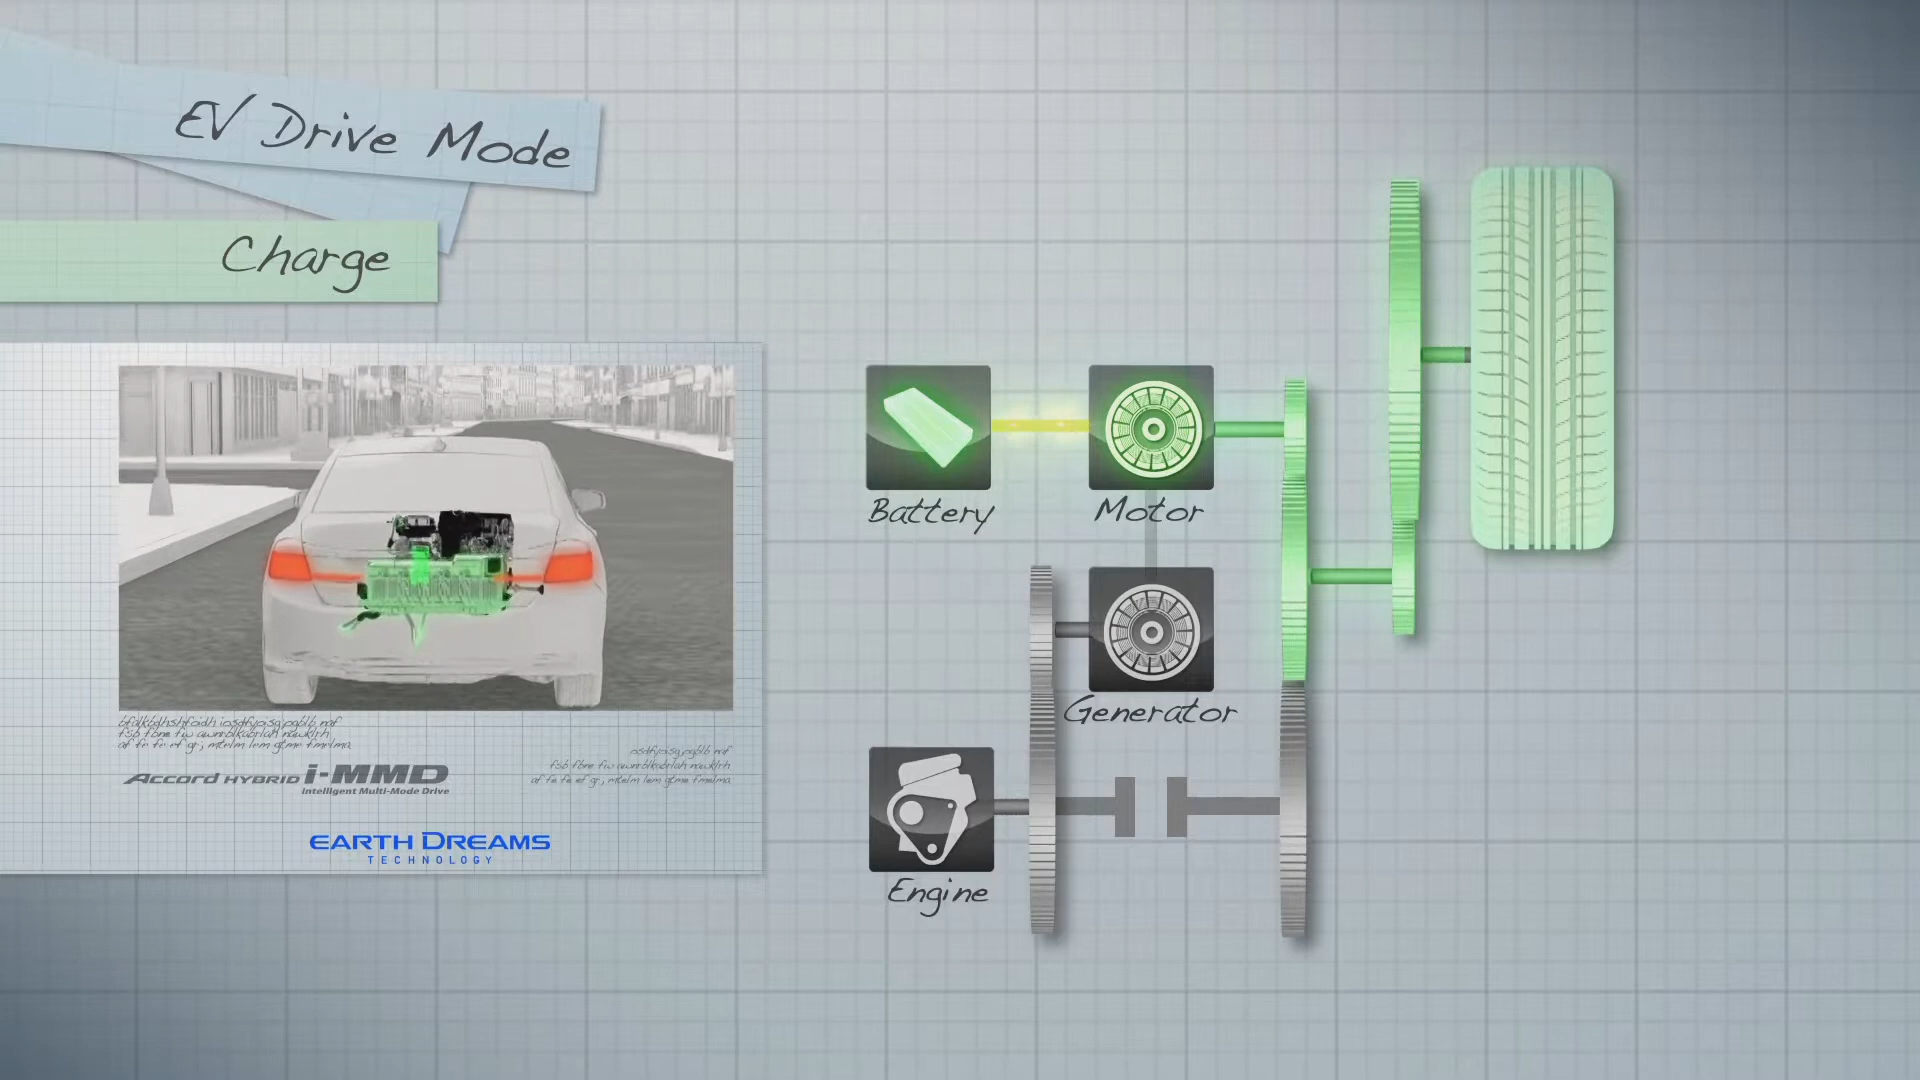 EV Drive Mode
Charge
Battery
Motor
Generator
Engine
Accord HYBRID i-MMD
Intelligent Multi-Mode Drive
EARTH DREAMS
TECHNOLOGY